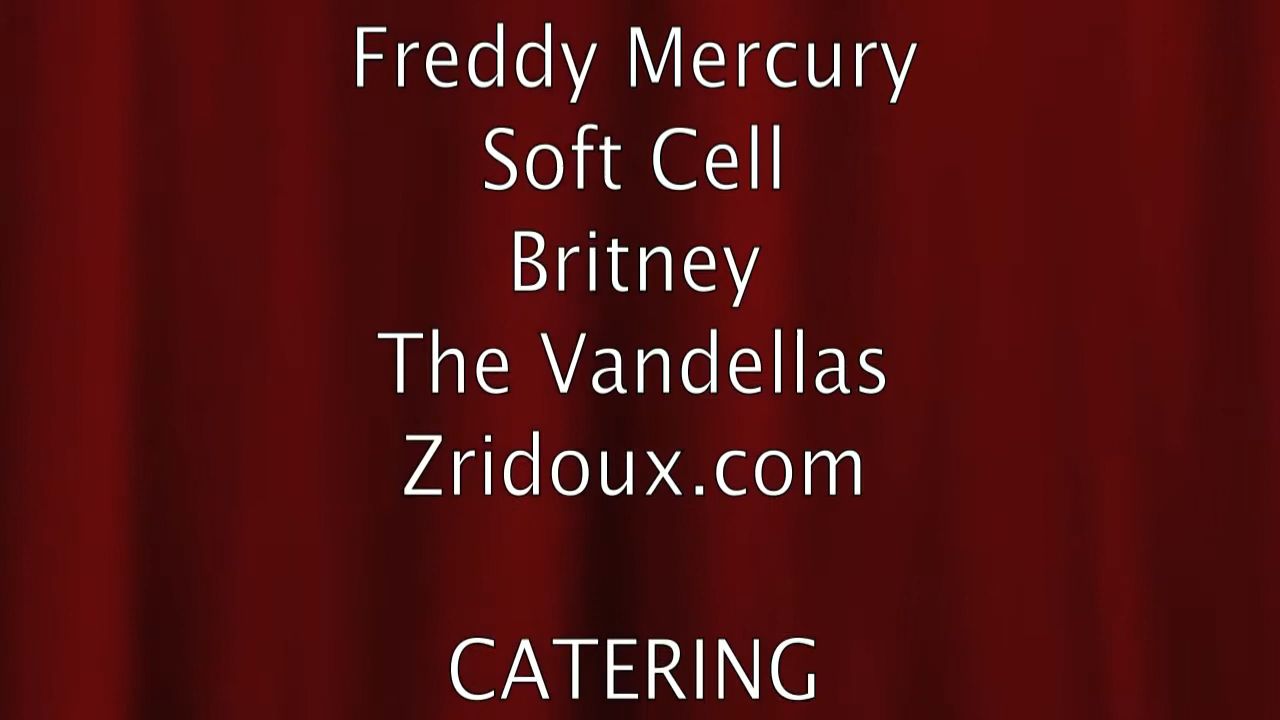 Freddy Mercury
Soft Cell
Britney
The Vandellas
Zridoux.com
CATERING